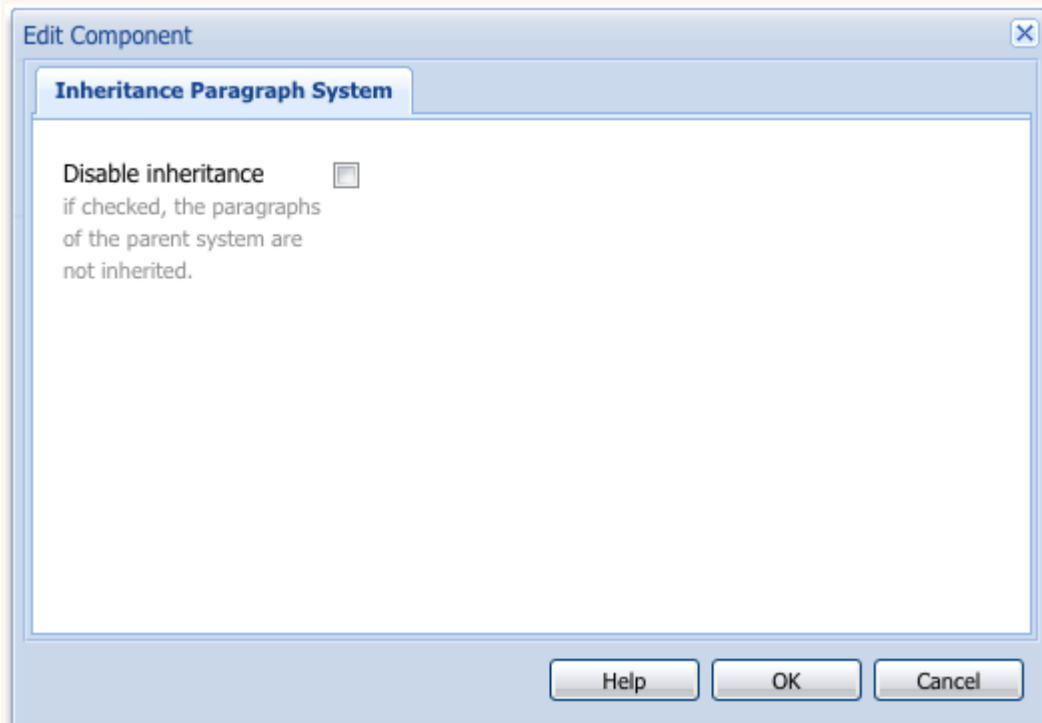 Edit Component
Inheritance Paragraph System
Disable inheritance
if checked, the paragraphs
of the parent system are
not inherited.
Help
OK
Cancel